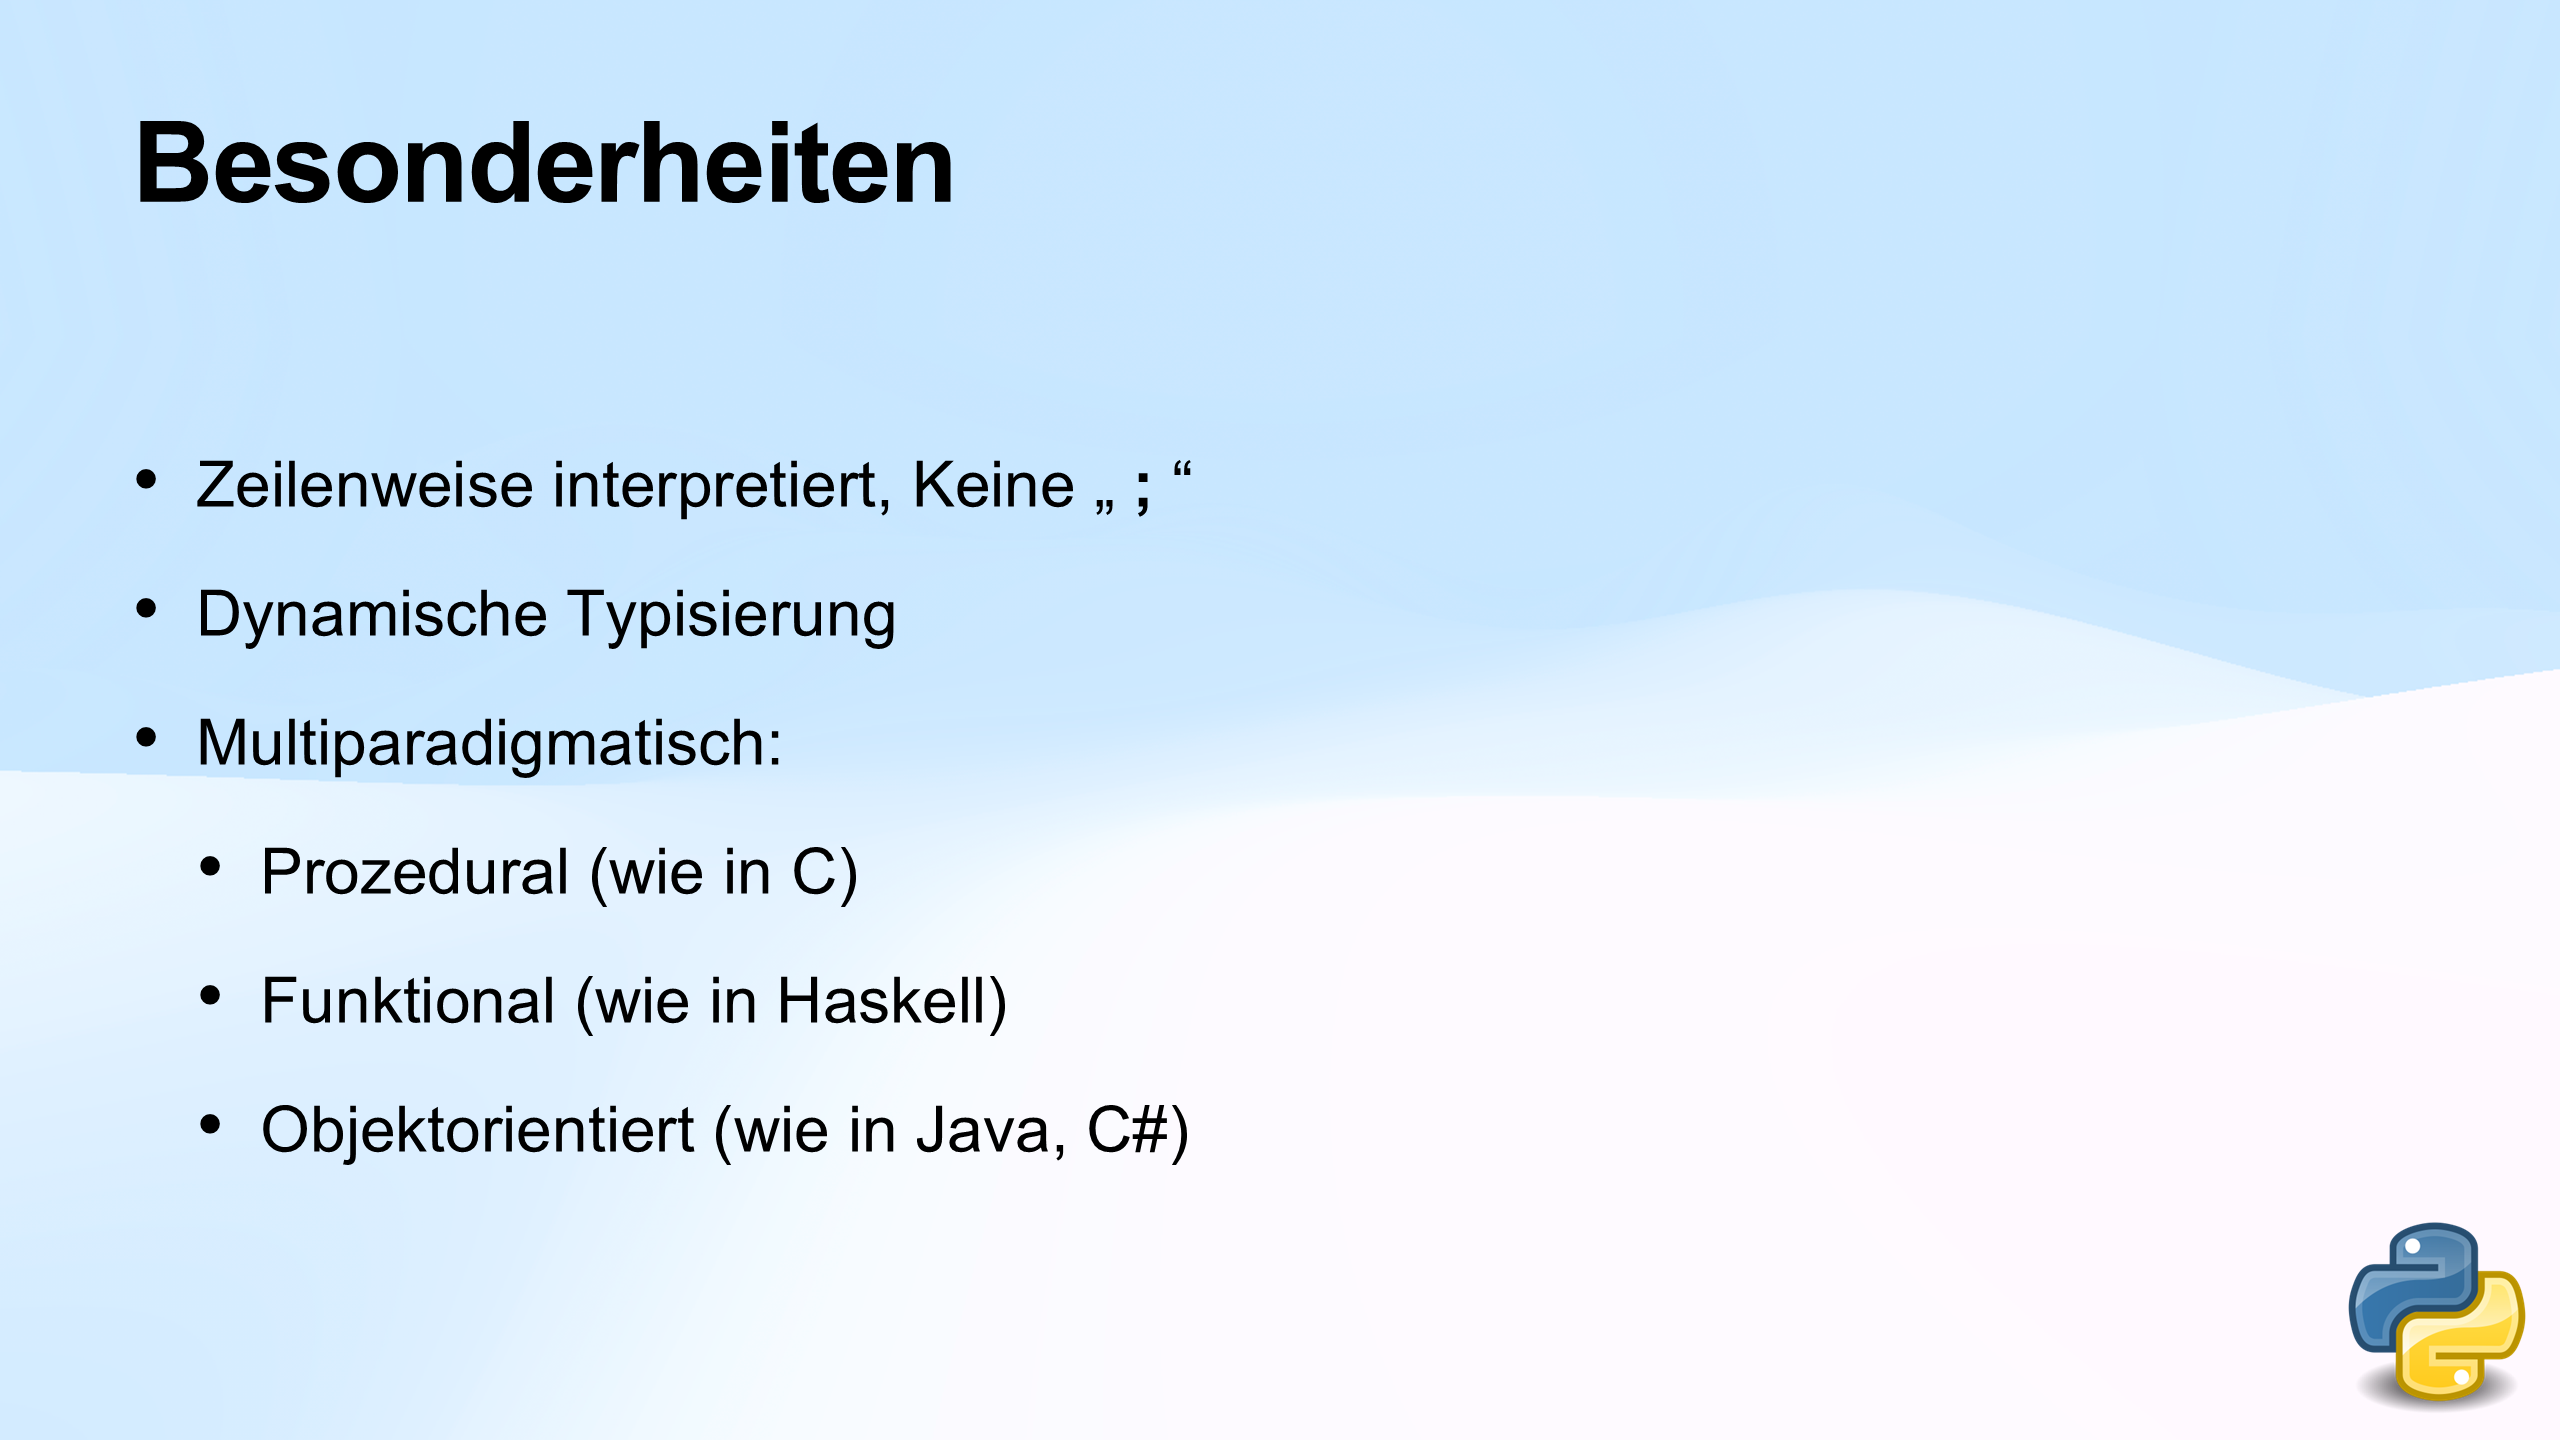 Besonderheiten
• Zeilenweise interpretiert, Keine „ ; “
• Dynamische Typisierung
• Multiparadigmatisch:
• Prozedural (wie in C)
• Funktional (wie in Haskell)
• Objektorientiert (wie in Java, C#)